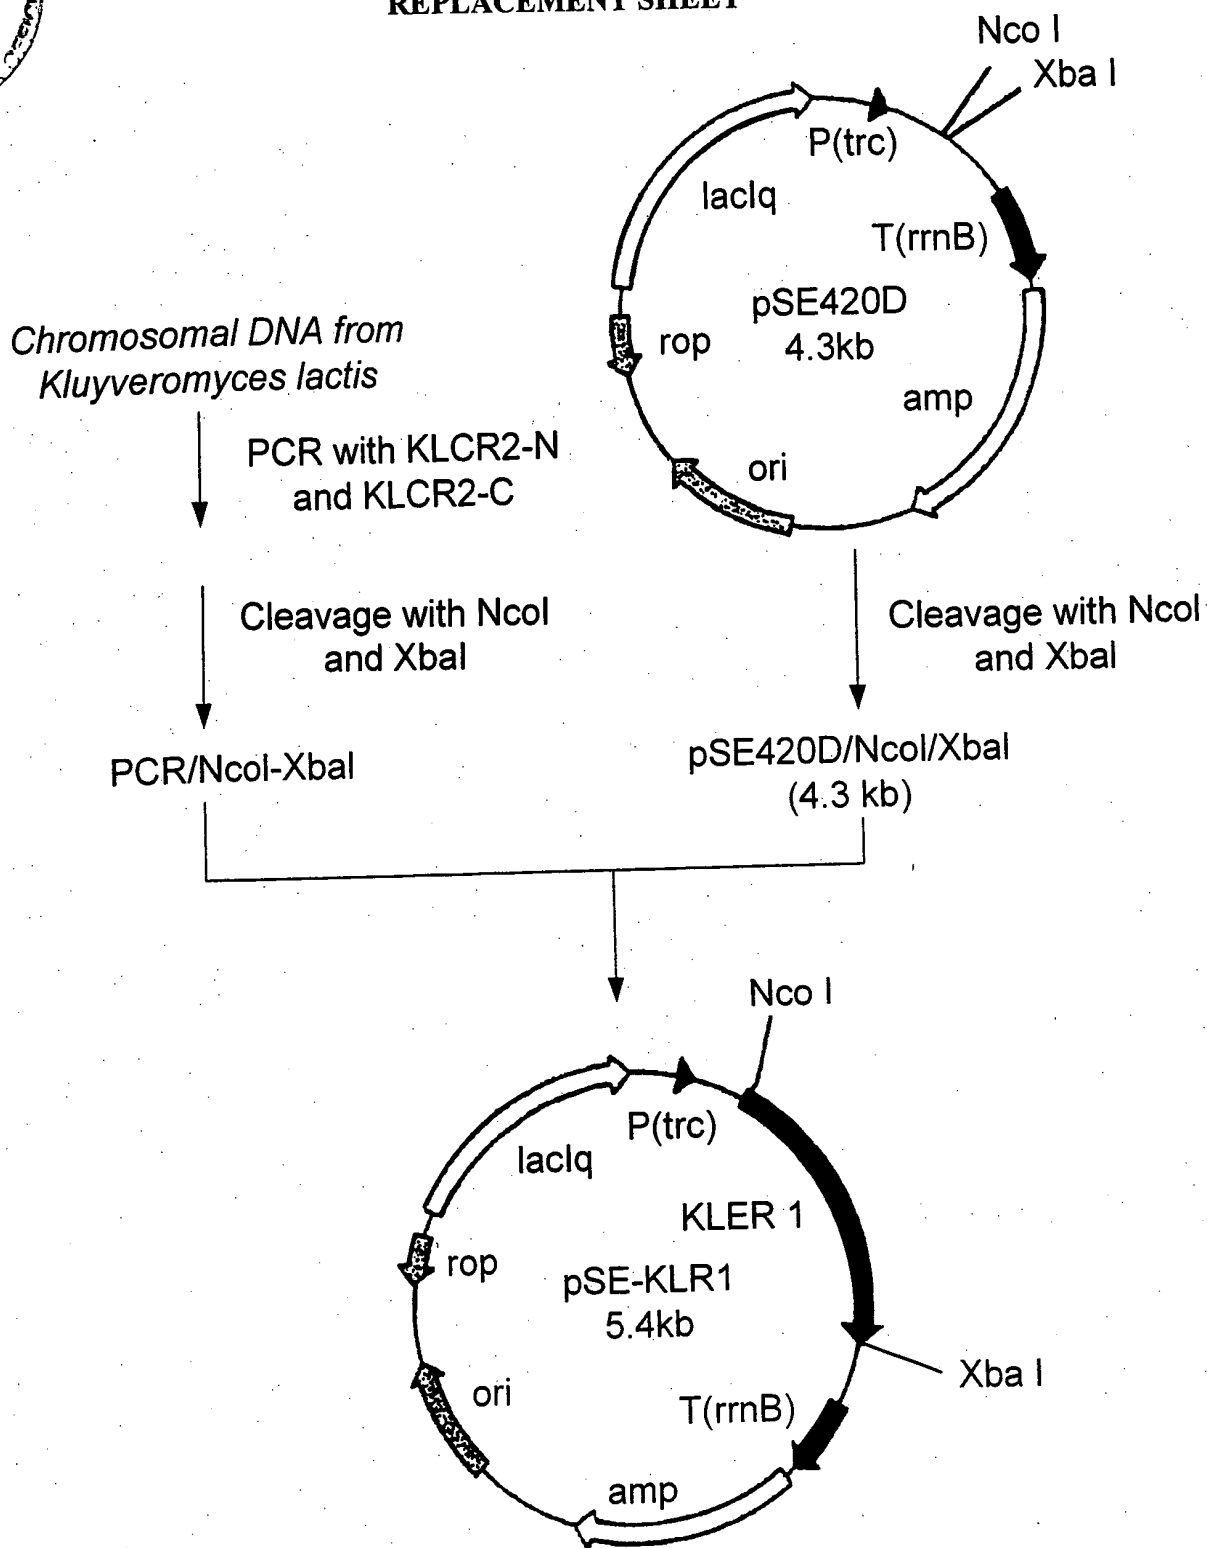 REPLACEMENT SHEET
Nco I
Xba I
P(trc)
lacIq
T(rrnB)
pSE420D
4.3kb
rop
amp
ori
Chromosomal DNA from
Kluyveromyces lactis
PCR with KLCR2-N
and KLCR2-C
Cleavage with NcoI
and XbaI
Cleavage with NcoI
and XbaI
PCR/NcoI-XbaI
pSE420D/NcoI/XbaI
(4.3 kb)
Nco I
P(trc)
lacIq
KLER 1
rop
pSE-KLR1
5.4kb
Xba I
ori
T(rrnB)
amp